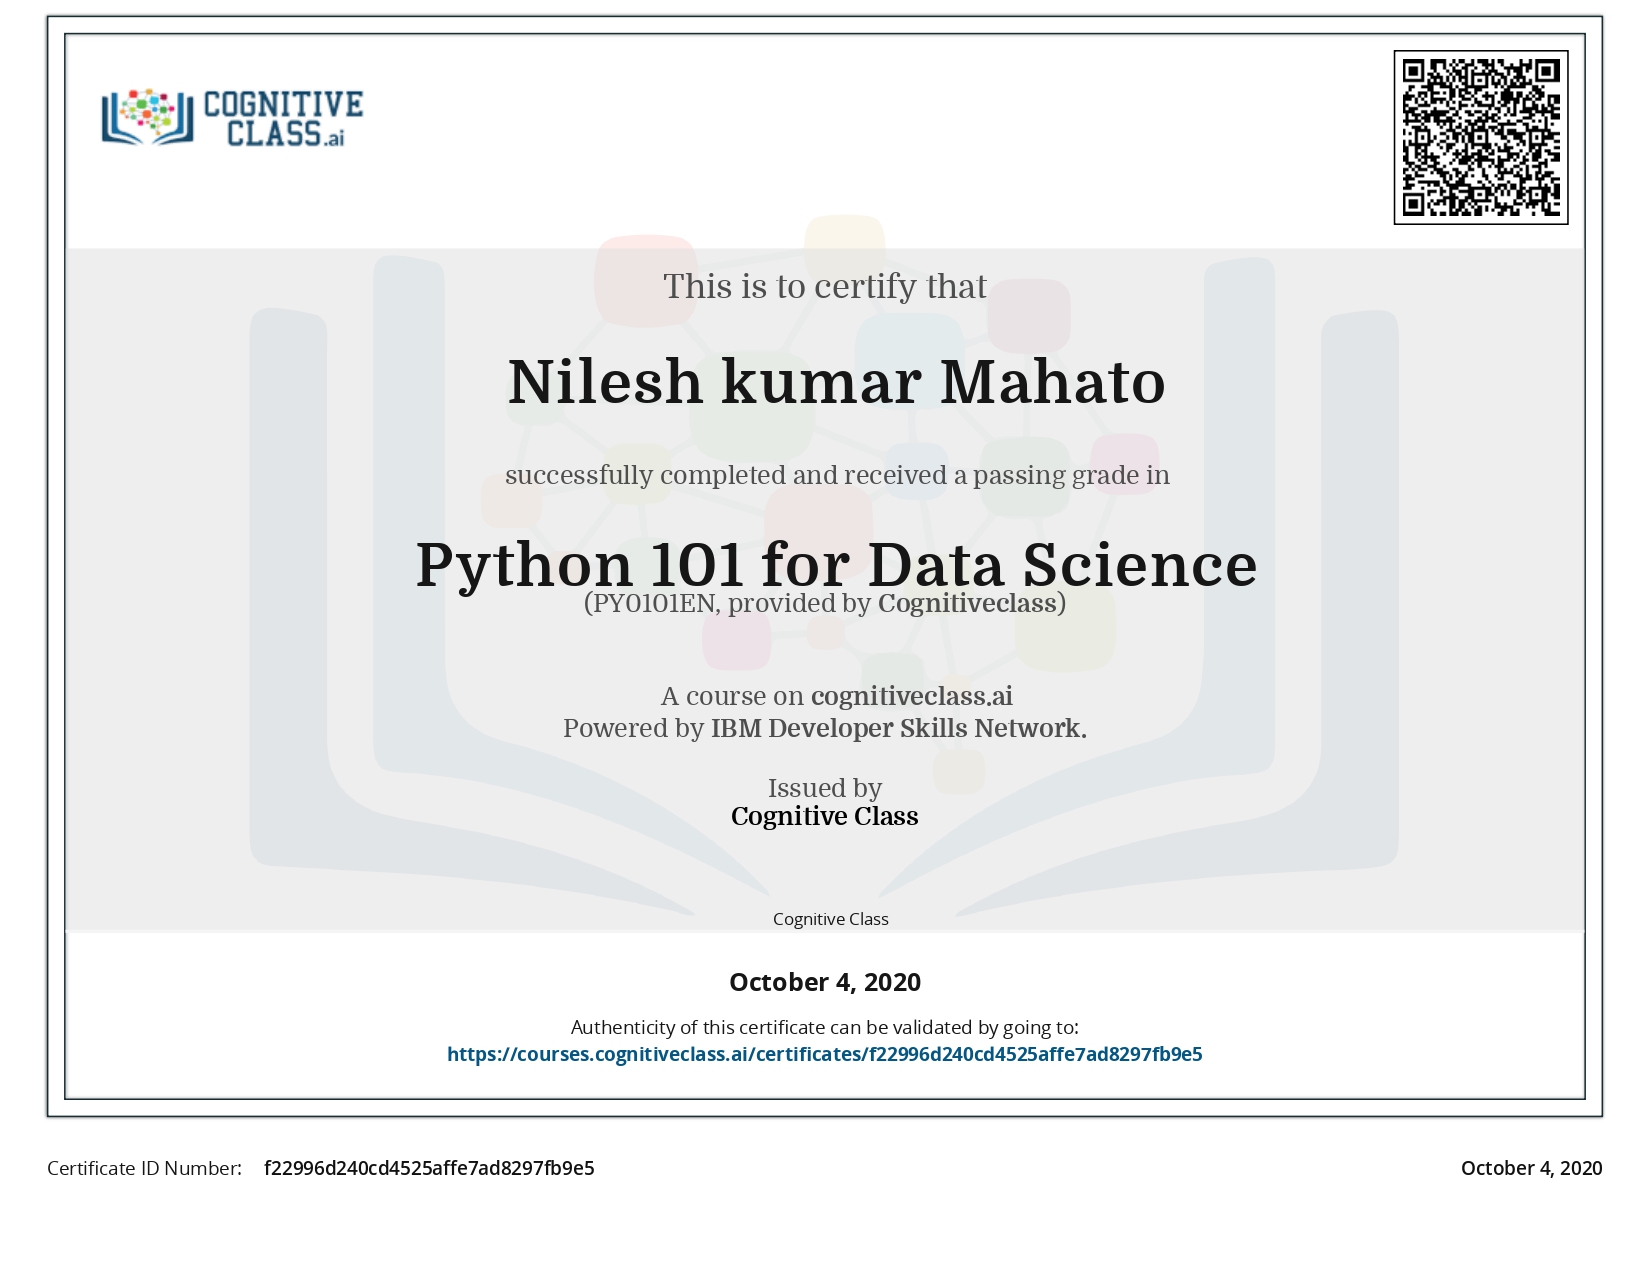 COGNITIVE
CLASS.ai
This is to certify that
Nilesh kumar Mahato
successfully completed and received a passing grade in
Python 101 for Data Science
(PY0101EN, provided by Cognitiveclass)
A course on cognitiveclass.ai
Powered by IBM Developer Skills Network.
Issued by
Cognitive Class
Cognitive Class
October 4, 2020
Authenticity of this certificate can be validated by going to:
https://courses.cognitiveclass.ai/certificates/f22996d240cd4525affe7ad8297fb9e5
Certificate ID Number: f22996d240cd4525affe7ad8297fb9e5 October 4, 2020